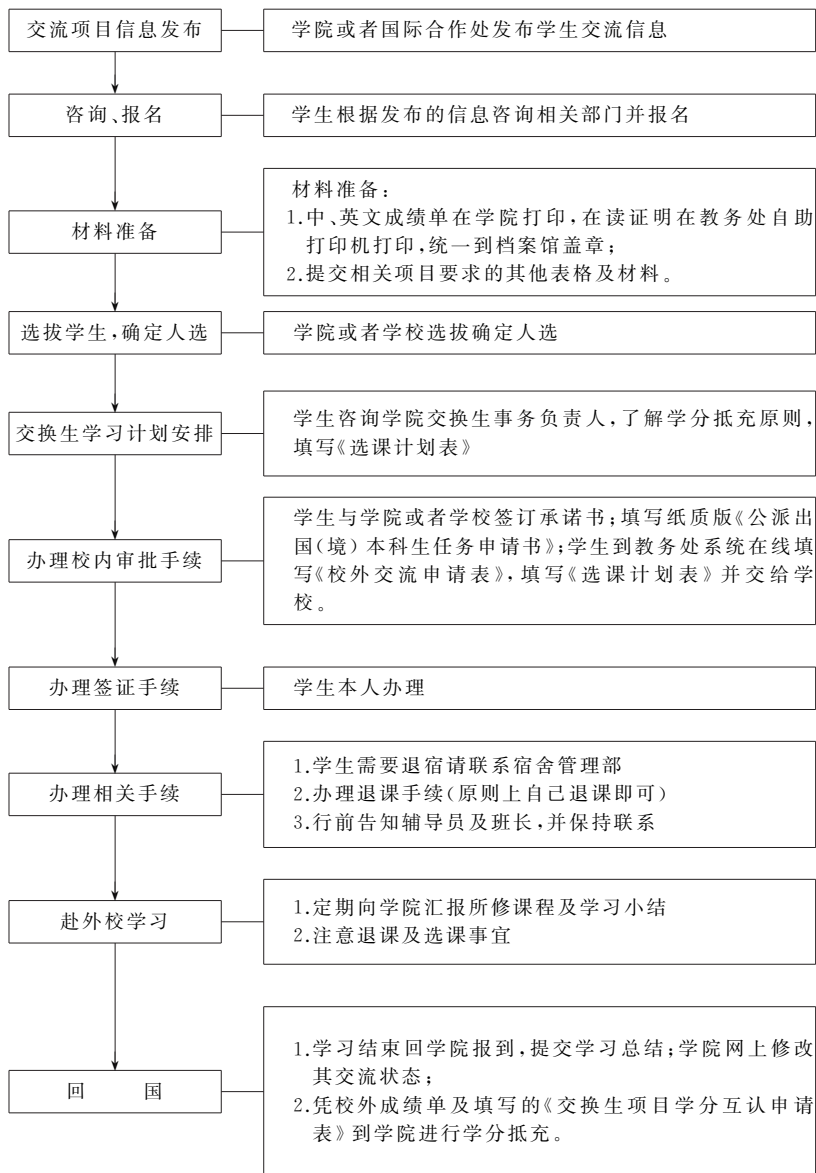 交流项目信息发布
学院或者国际合作处发布学生交流信息
咨询、报名
学生根据发布的信息咨询相关部门并报名
材料准备
材料准备:
1.中、英文成绩单在学院打印,在读证明在教务处自助
打印机打印,统一到档案馆盖章;
2.提交相关项目要求的其他表格及材料。
选拔学生,确定人选
学院或者学校选拔确定人选
交换生学习计划安排
学生咨询学院交换生事务负责人,了解学分抵充原则,
填写《选课计划表》
办理校内审批手续
学生与学院或者学校签订承诺书;填写纸质版《公派出
国(境)本科生任务申请书》;学生到教务处系统在线填
写《校外交流申请表》,填写《选课计划表》并交给学
校。
办理签证手续
学生本人办理
办理相关手续
1.学生需要退宿请联系宿舍管理部
2.办理退课手续(原则上自己退课即可)
3.行前告知辅导员及班长,并保持联系
赴外校学习
1.定期向学院汇报所修课程及学习小结
2.注意退课及选课事宜
回 国
1.学习结束回学院报到,提交学习总结;学院网上修改
其交流状态;
2.凭校外成绩单及填写的《交换生项目学分互认申请
表》到学院进行学分抵充。